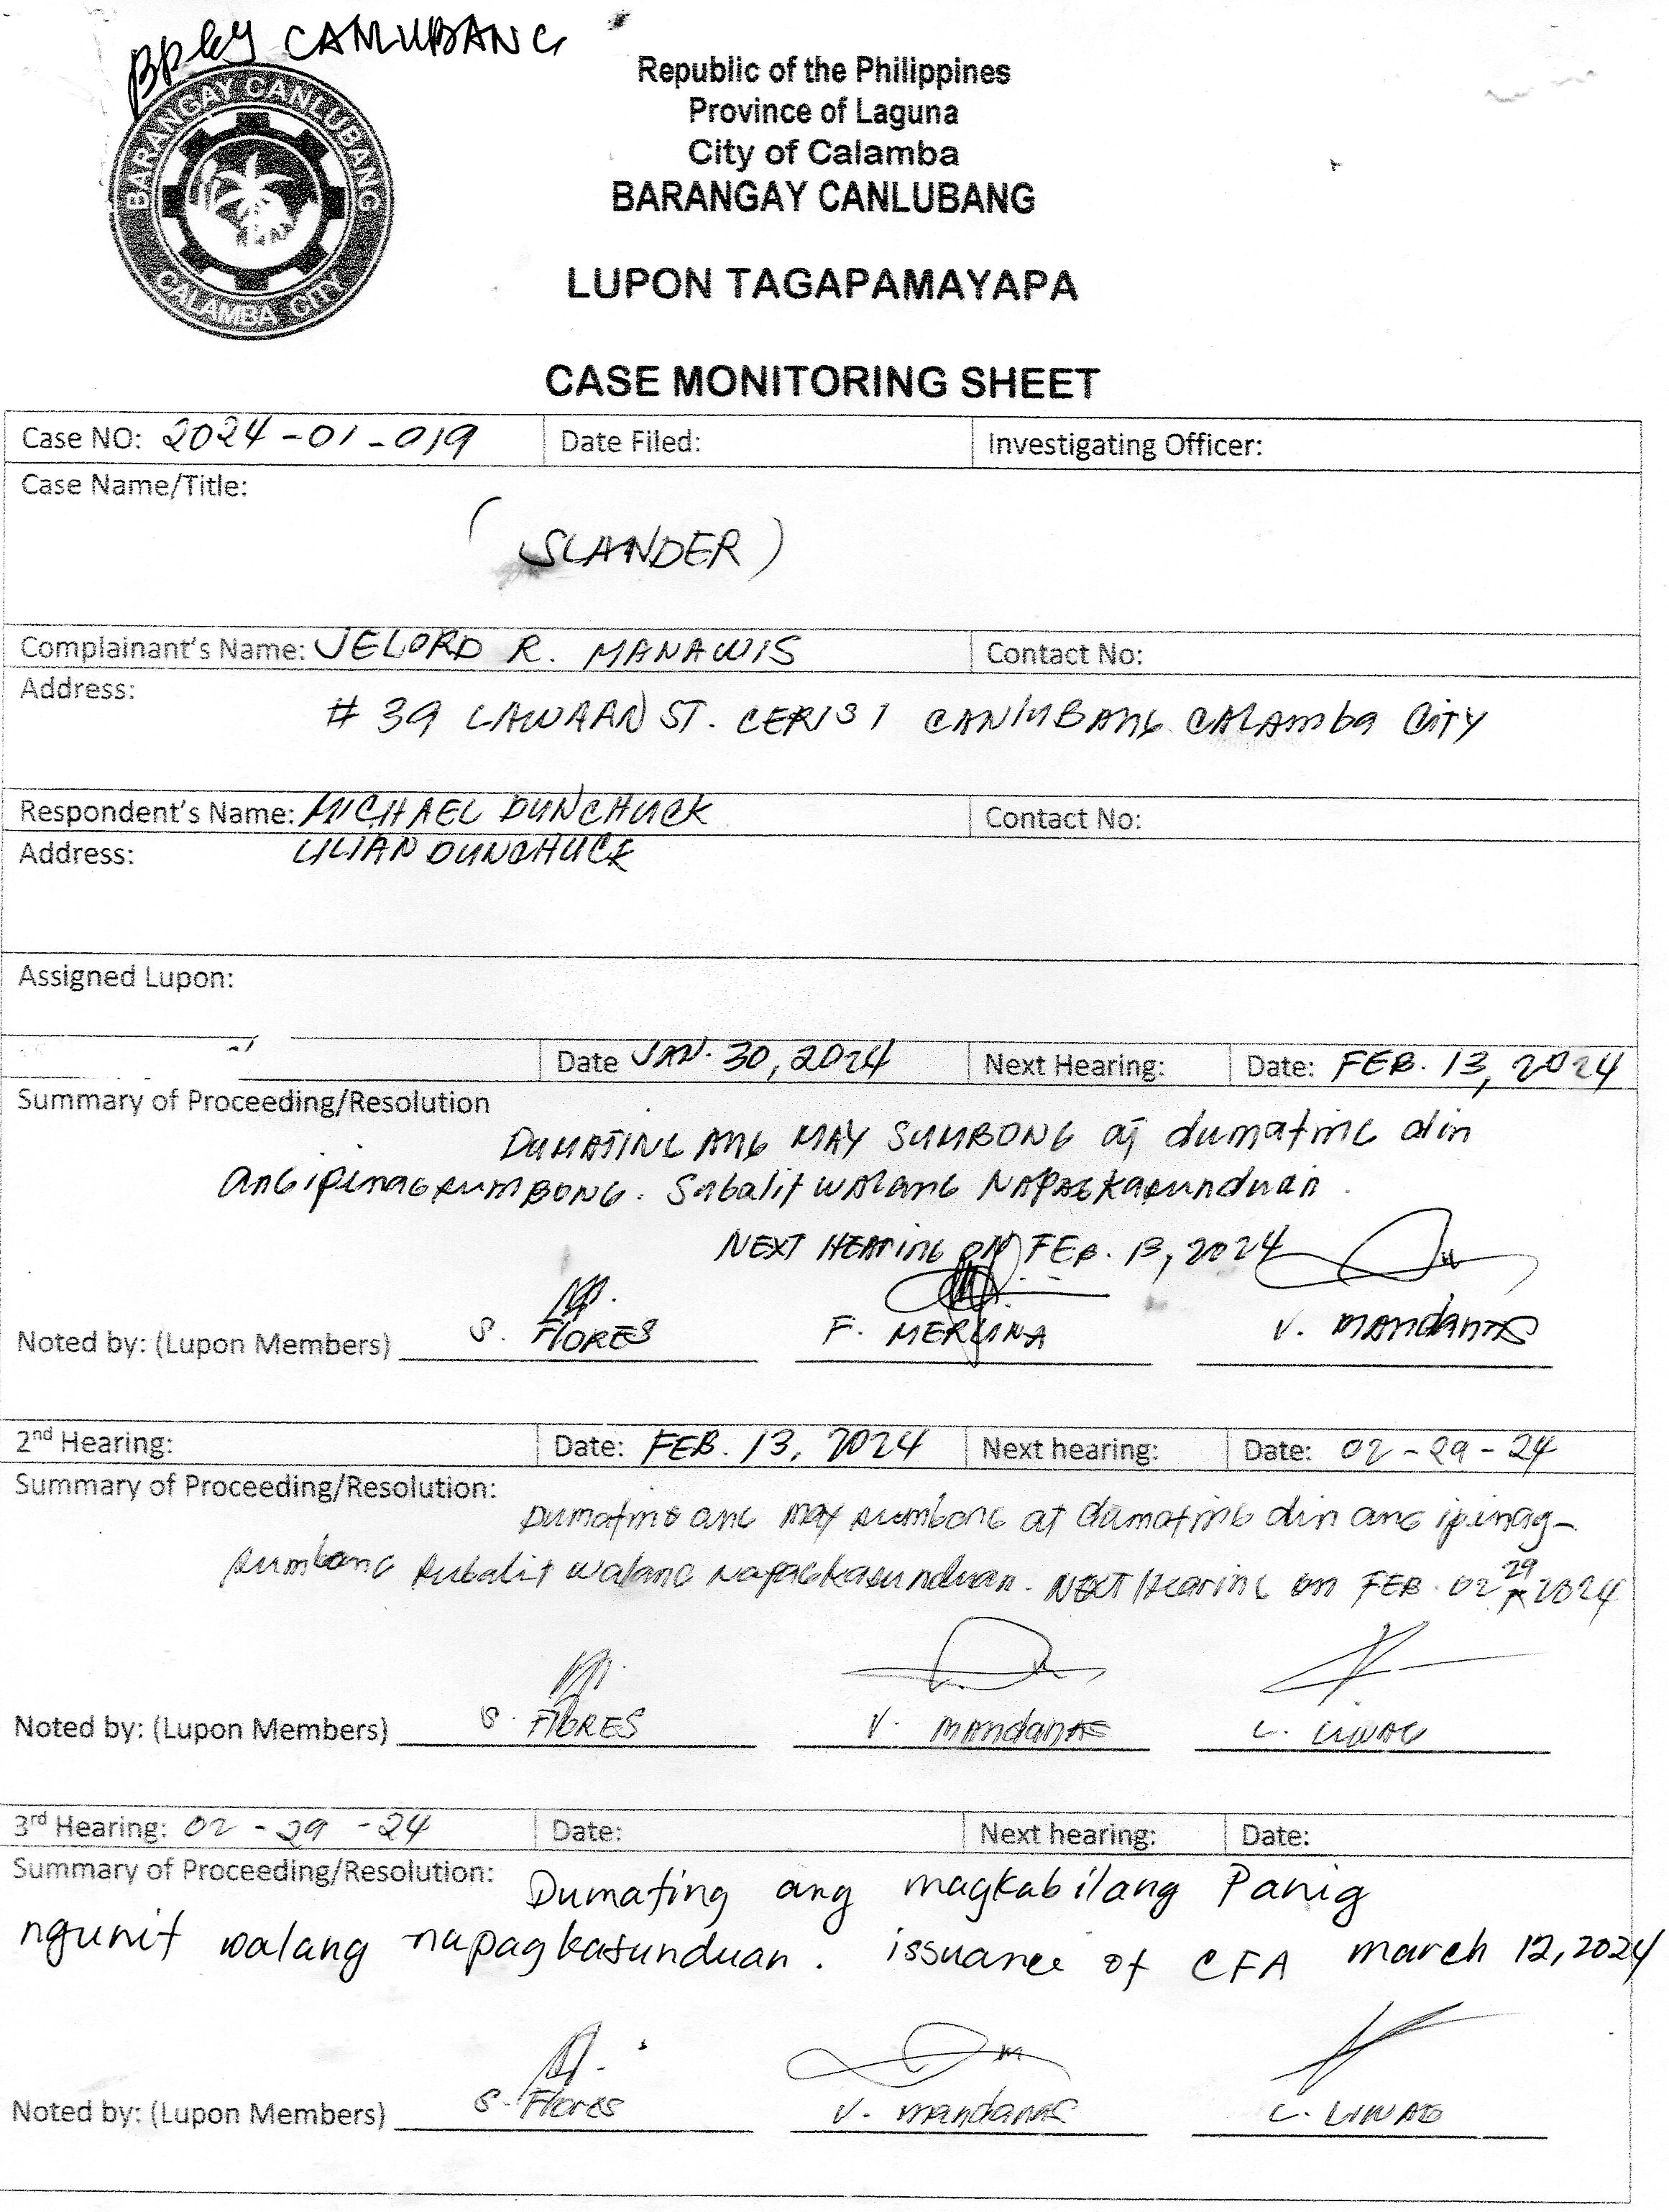 BRGY CANLUBANG
BARANGAY CANLUBANG
CALAMBA CITY
Republic of the Philippines
Province of Laguna
City of Calamba
BARANGAY CANLUBANG
LUPON TAGAPAMAYAPA
CASE MONITORING SHEET
Case NO: 2024-01-019 Date Filed: Investigating Officer:
Case Name/Title:
(SLANDER)
Complainant's Name: JELORD R. MANAWIS Contact No:
Address:
# 39 LAWAAN ST. CERIS 1 CANLUBANG CALAMBA CITY
Respondent's Name: MICHAEL DUNCHUCK Contact No:
Address: LILIAN DUNCHUCK
Assigned Lupon:
Date JAN. 30, 2024 Next Hearing: Date: FEB. 13, 2024
Summary of Proceeding/Resolution
DUMATING ANG MAY SUMBONG at dumating din
ang ipinagsumBONG. Subalit walang Napagkasunduan.
NEXT HEARING ON FEB. 13, 2024
Noted by: (Lupon Members) S. FLORES F. MERLINA V. mandanas
2nd Hearing: Date: FEB. 13, 2024 Next hearing: Date: 02-29-24
Summary of Proceeding/Resolution:
Dumating ang may sumbong at dumating din ang ipinag-
sumbong subalit walang napagkasunduan. NEXT Hearing on FEB. 02 29 2024
Noted by: (Lupon Members) S. FLORES V. mandanas L. LIWAG
3rd Hearing: 02-29-24 Date: Next hearing: Date:
Summary of Proceeding/Resolution: Dumating ang magkabilang Panig
ngunit walang napagkasunduan. issuance of CFA march 12, 2024
Noted by: (Lupon Members) S. Flores V. mandanas L. LIWAG